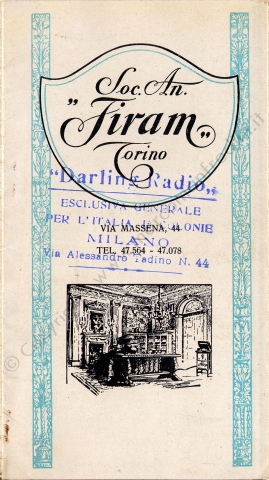 Soc. An.
"Firam„
Torino
"Darling Radio„
ESCLUSIVA GENERALE
PER L'ITALIA E COLONIE
VIA MASSENA, 44
MILANO
TEL. 47.564 - 47.078
Via Alessandro Tadino N. 44